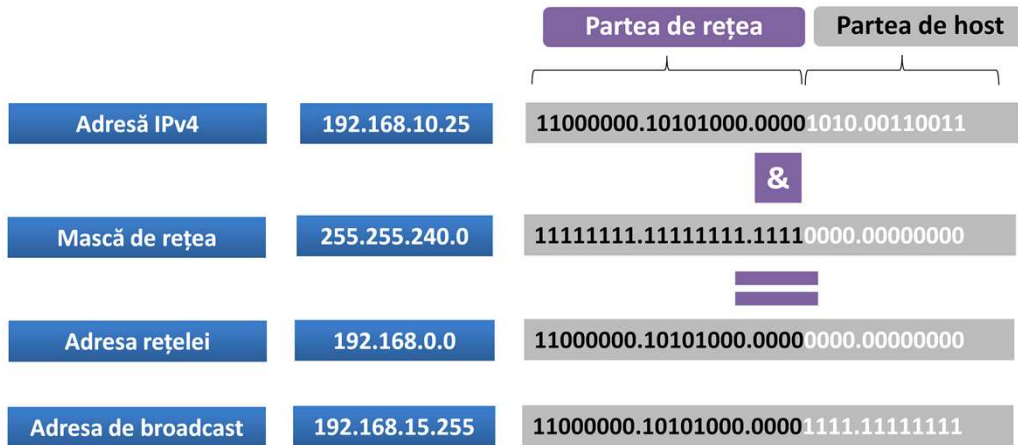 Partea de rețea Partea de host
Adresă IPv4 192.168.10.25 11000000.10101000.00001010.00110011
&
Mască de rețea 255.255.240.0 11111111.11111111.11110000.00000000
Adresa rețelei 192.168.0.0 11000000.10101000.00000000.00000000
Adresa de broadcast 192.168.15.255 11000000.10101000.00001111.11111111